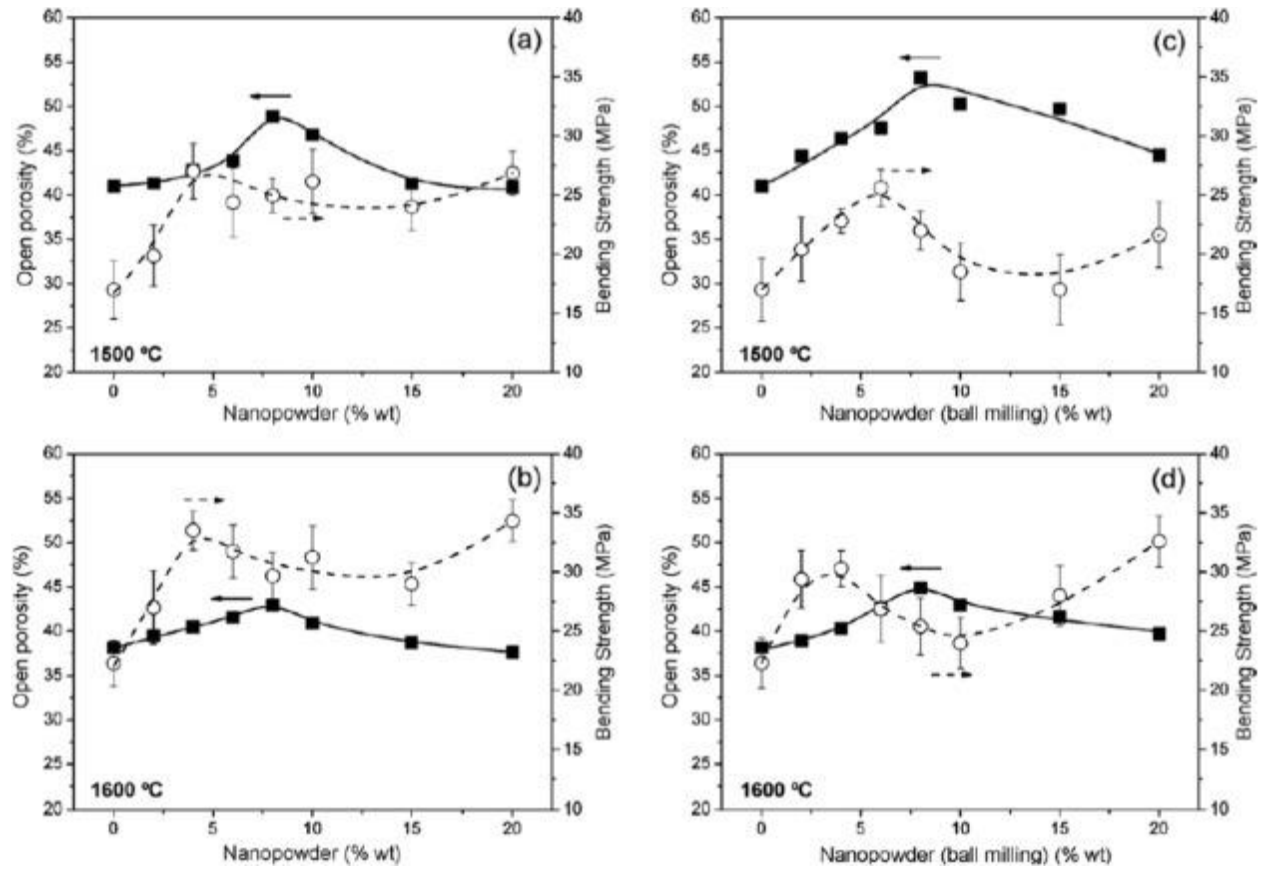 (a)
60
55
50
45
40
35
30
25
20
Open porosity (%)
40
35
30
25
20
15
10
Bending Strength (MPa)
1500 ºC
0 5 10 15 20
Nanopowder (% wt)
(c)
60
55
50
45
40
35
30
25
20
Open porosity (%)
40
35
30
25
20
15
10
Bending Strength (MPa)
1500 ºC
0 5 10 15 20
Nanopowder (ball milling) (% wt)
(b)
60
55
50
45
40
35
30
25
20
Open porosity (%)
40
35
30
25
20
15
10
Bending Strength (MPa)
1600 ºC
0 5 10 15 20
Nanopowder (% wt)
(d)
60
55
50
45
40
35
30
25
20
Open porosity (%)
40
35
30
25
20
15
10
Bending Strength (MPa)
1600 ºC
0 5 10 15 20
Nanopowder (ball milling) (% wt)